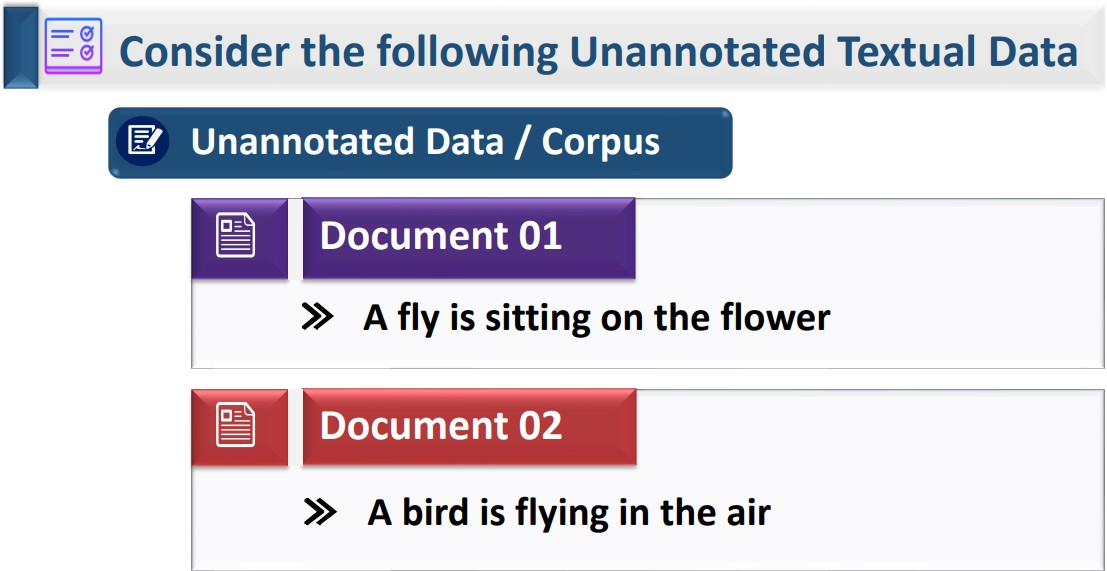 Consider the following Unannotated Textual Data
Unannotated Data / Corpus
Document 01
A fly is sitting on the flower
Document 02
A bird is flying in the air